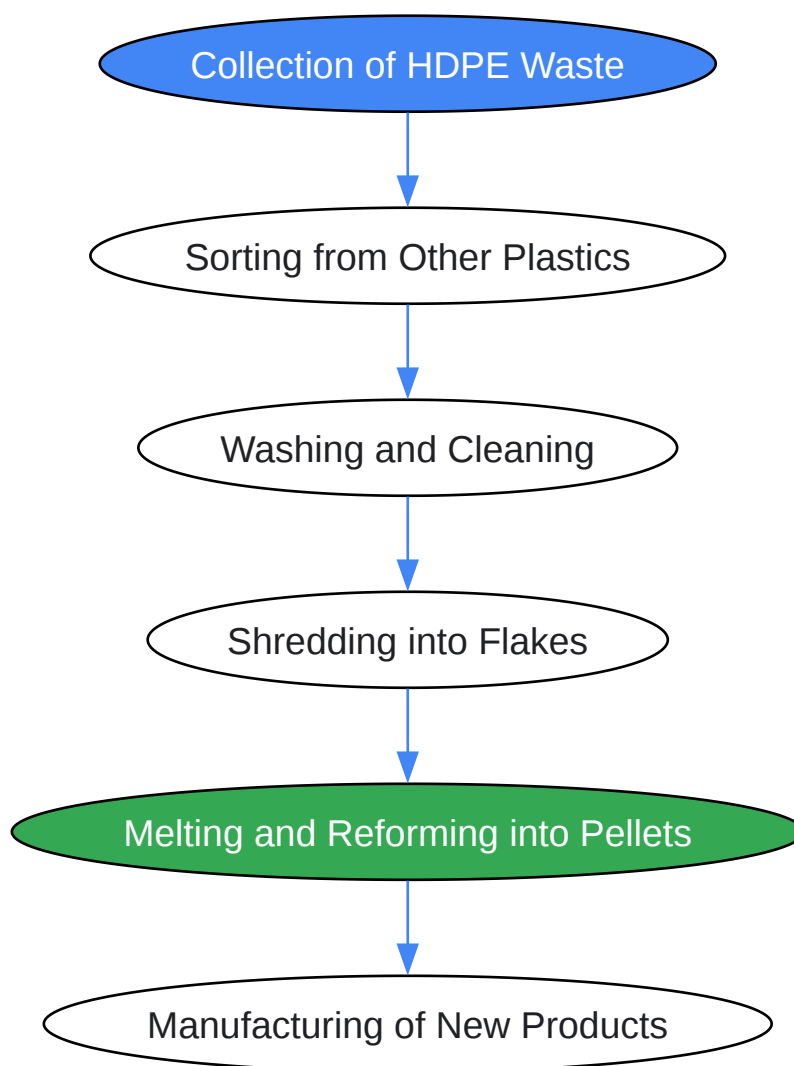 Collection of HDPE Waste
Sorting from Other Plastics
Washing and Cleaning
Shredding into Flakes
Melting and Reforming into Pellets
Manufacturing of New Products